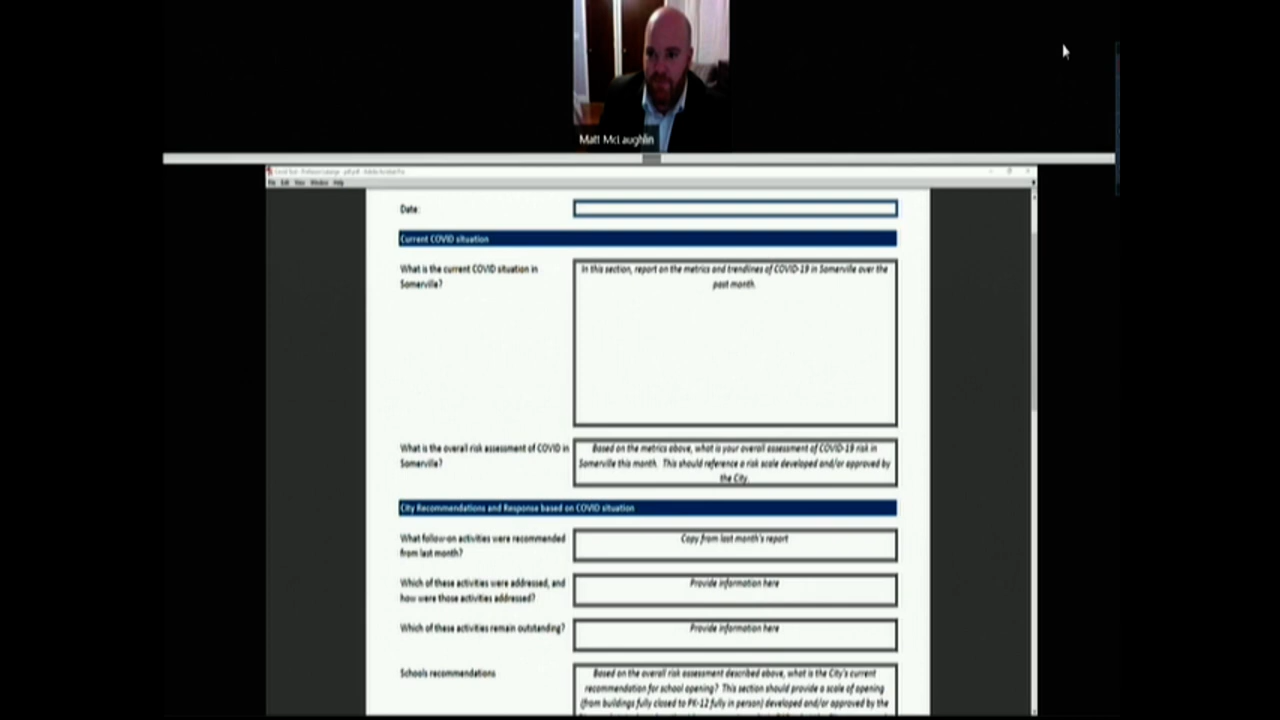 Matt McLaughlin
File Edit View Window Help
Date:
Current COVID situation
What is the current COVID situation in
Somerville?
In this section, report on the metrics and trendlines of COVID-19 in Somerville over the
past month.
What is the overall risk assessment of COVID in
Somerville?
Based on the metrics above, what is your overall assessment of COVID-19 risk in
Somerville this month. This should reference a risk scale developed and/or approved by
the City.
City Recommendations and Response based on COVID situation
What follow-on activities were recommended
from last month?
Copy from last month's report
Which of these activities were addressed, and
how were those activities addressed?
Provide information here
Which of these activities remain outstanding?
Provide information here
Schools recommendations
Based on the overall risk assessment described above, what is the City's current
recommendation for school opening? This section should provide a scale of opening
(from buildings fully closed to PK-12 fully in person) developed and/or approved by the